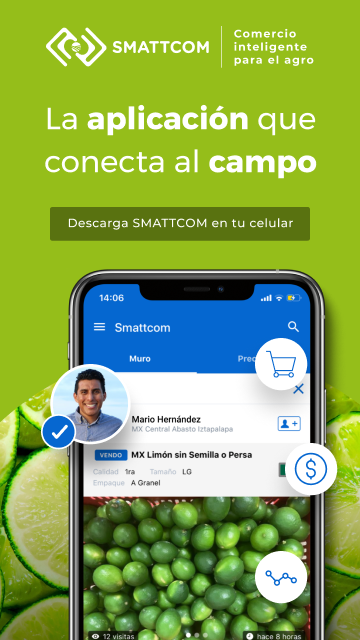 SMATTCOM
Comercio
inteligente
para el agro
La aplicación que
conecta al campo
Descarga SMATTCOM en tu celular
14:06
Smattcom
Muro
Mario Hernández
MX Central Abasto Iztapalapa
VENDO MX Limón sin Semilla o Persa
Calidad 1ra Tamaño LG
Empaque A Granel
12 visitas
hace 8 horas